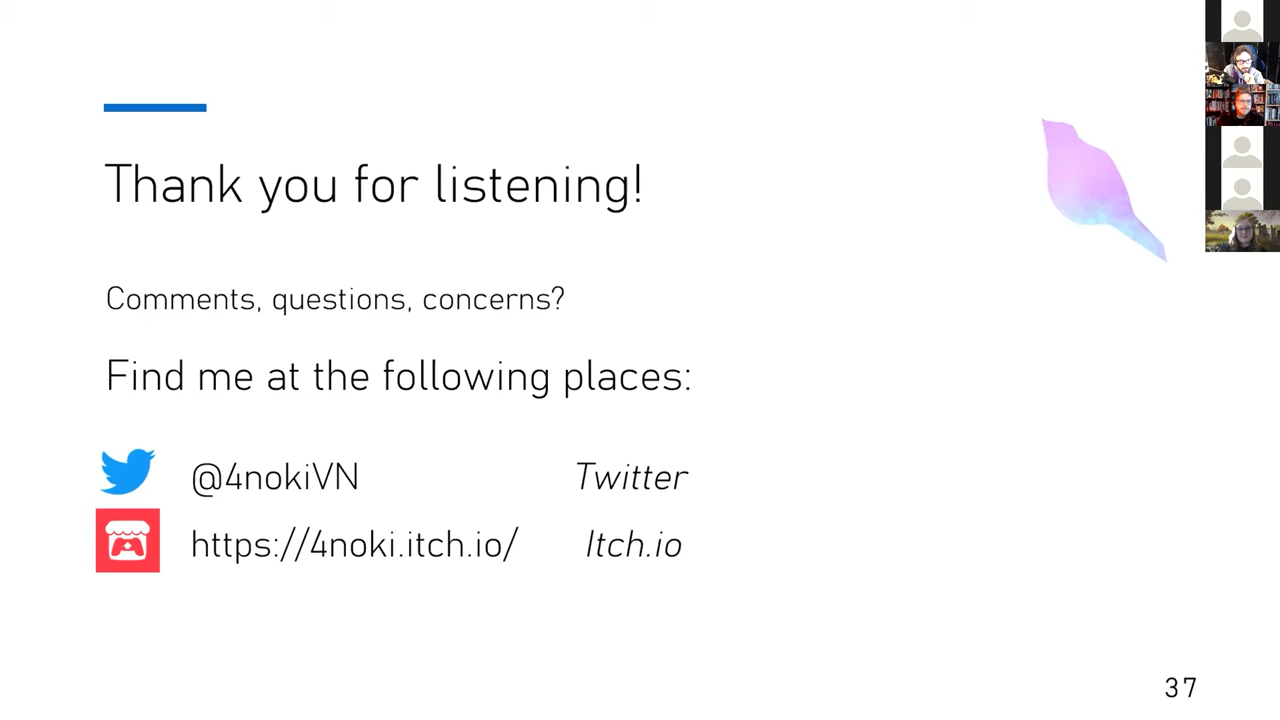 Thank you for listening!
Comments, questions, concerns?
Find me at the following places:
@4nokiVN Twitter
https://4noki.itch.io/ Itch.io
37